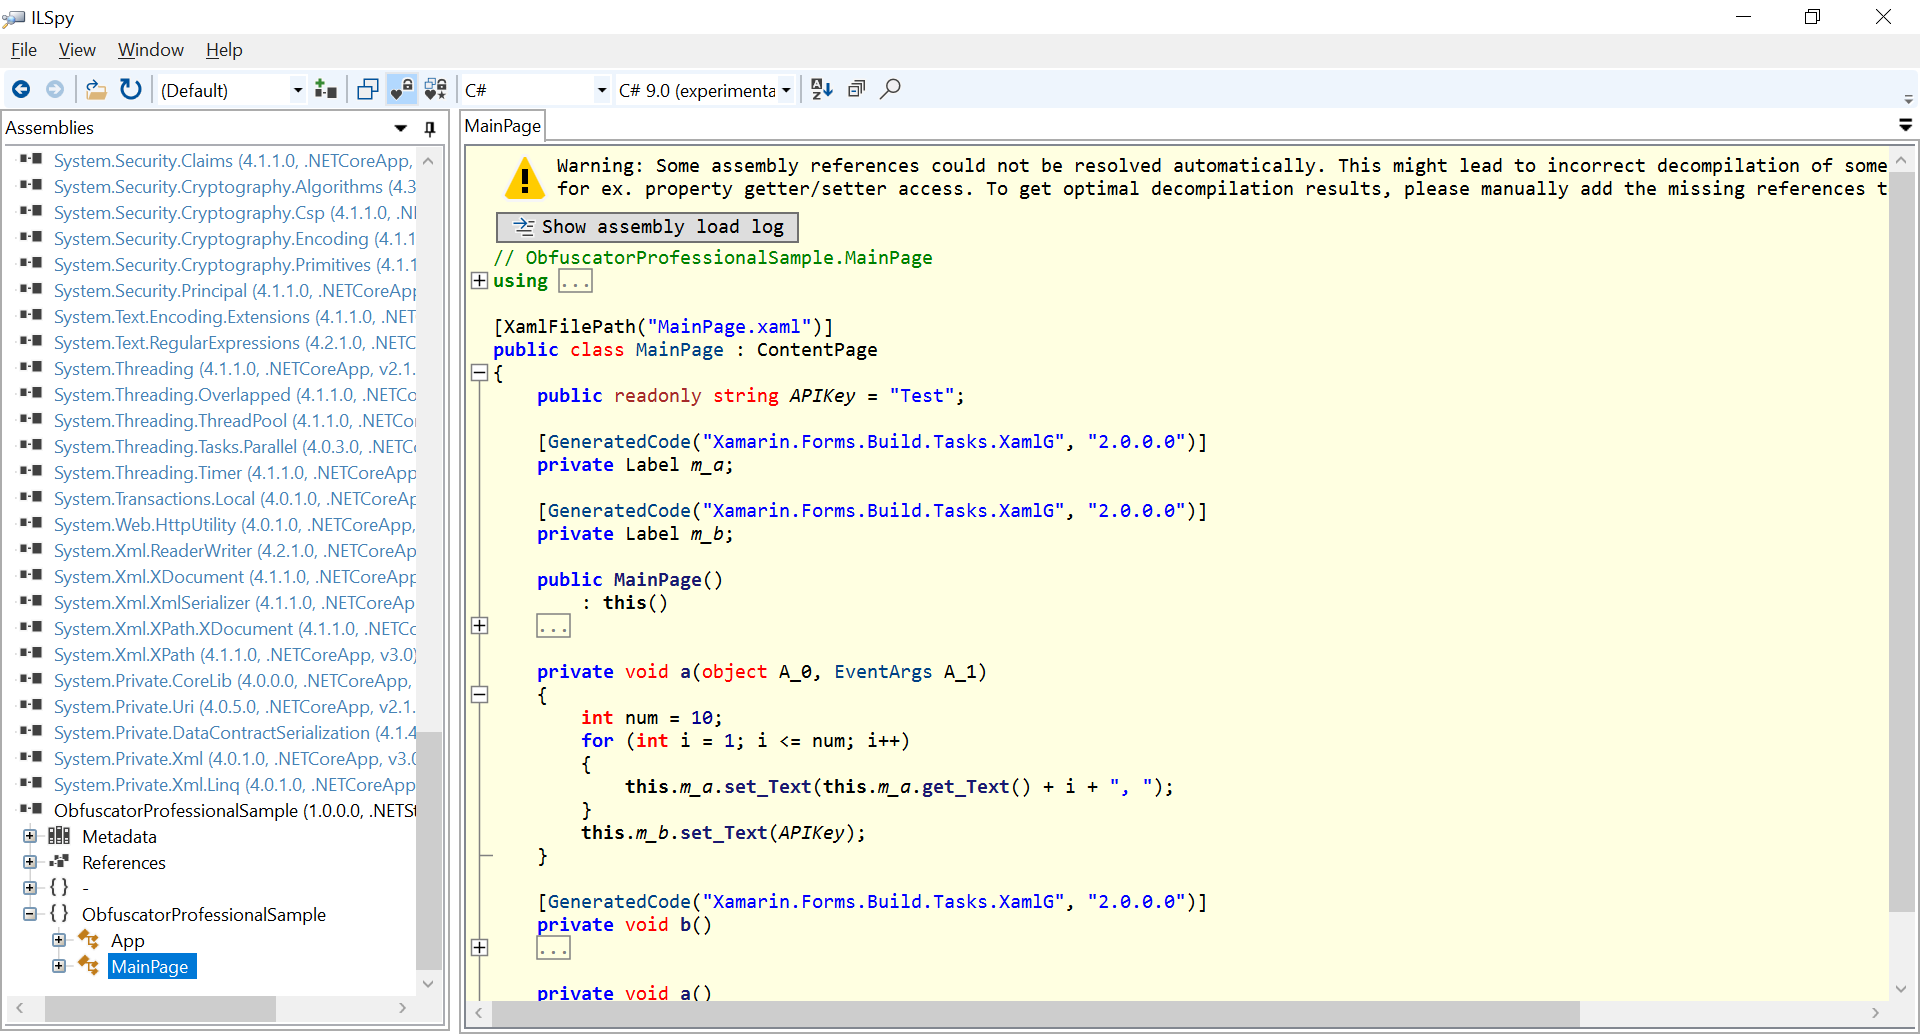 ILSpy
File View Window Help
(Default) C# C# 9.0 (experimenta
Assemblies
System.Security.Claims (4.1.1.0, .NETCoreApp,
System.Security.Cryptography.Algorithms (4.3
System.Security.Cryptography.Csp (4.1.1.0, .NI
System.Security.Cryptography.Encoding (4.1.1
System.Security.Cryptography.Primitives (4.1.1
System.Security.Principal (4.1.1.0, .NETCoreApp
System.Text.Encoding.Extensions (4.1.1.0, .NET
System.Text.RegularExpressions (4.2.1.0, .NETC
System.Threading (4.1.1.0, .NETCoreApp, v2.1.
System.Threading.Overlapped (4.1.1.0, .NETCo
System.Threading.ThreadPool (4.1.1.0, .NETCor
System.Threading.Tasks.Parallel (4.0.3.0, .NETC
System.Threading.Timer (4.1.1.0, .NETCoreApp
System.Transactions.Local (4.0.1.0, .NETCoreAp
System.Web.HttpUtility (4.0.1.0, .NETCoreApp,
System.Xml.ReaderWriter (4.2.1.0, .NETCoreAp
System.Xml.XDocument (4.1.1.0, .NETCoreApp
System.Xml.XmlSerializer (4.1.1.0, .NETCoreAp
System.Xml.XPath.XDocument (4.1.1.0, .NETCo
System.Xml.XPath (4.1.1.0, .NETCoreApp, v3.0)
System.Private.CoreLib (4.0.0.0, .NETCoreApp,
System.Private.Uri (4.0.5.0, .NETCoreApp, v2.1.
System.Private.DataContractSerialization (4.1.4
System.Private.Xml (4.0.1.0, .NETCoreApp, v3.0
System.Private.Xml.Linq (4.0.1.0, .NETCoreApp
ObfuscatorProfessionalSample (1.0.0.0, .NETSt
Metadata
References
{ } -
{ } ObfuscatorProfessionalSample
App
MainPage
MainPage
Warning: Some assembly references could not be resolved automatically. This might lead to incorrect decompilation of some
for ex. property getter/setter access. To get optimal decompilation results, please manually add the missing references t
Show assembly load log
// ObfuscatorProfessionalSample.MainPage
using ...
[XamlFilePath("MainPage.xaml")]
public class MainPage : ContentPage
{
public readonly string APIKey = "Test";
[GeneratedCode("Xamarin.Forms.Build.Tasks.XamlG", "2.0.0.0")]
private Label m_a;
[GeneratedCode("Xamarin.Forms.Build.Tasks.XamlG", "2.0.0.0")]
private Label m_b;
public MainPage()
: this()
...
private void a(object A_0, EventArgs A_1)
{
int num = 10;
for (int i = 1; i <= num; i++)
{
this.m_a.set_Text(this.m_a.get_Text() + i + ", ");
}
this.m_b.set_Text(APIKey);
}
[GeneratedCode("Xamarin.Forms.Build.Tasks.XamlG", "2.0.0.0")]
private void b()
...
private void a()